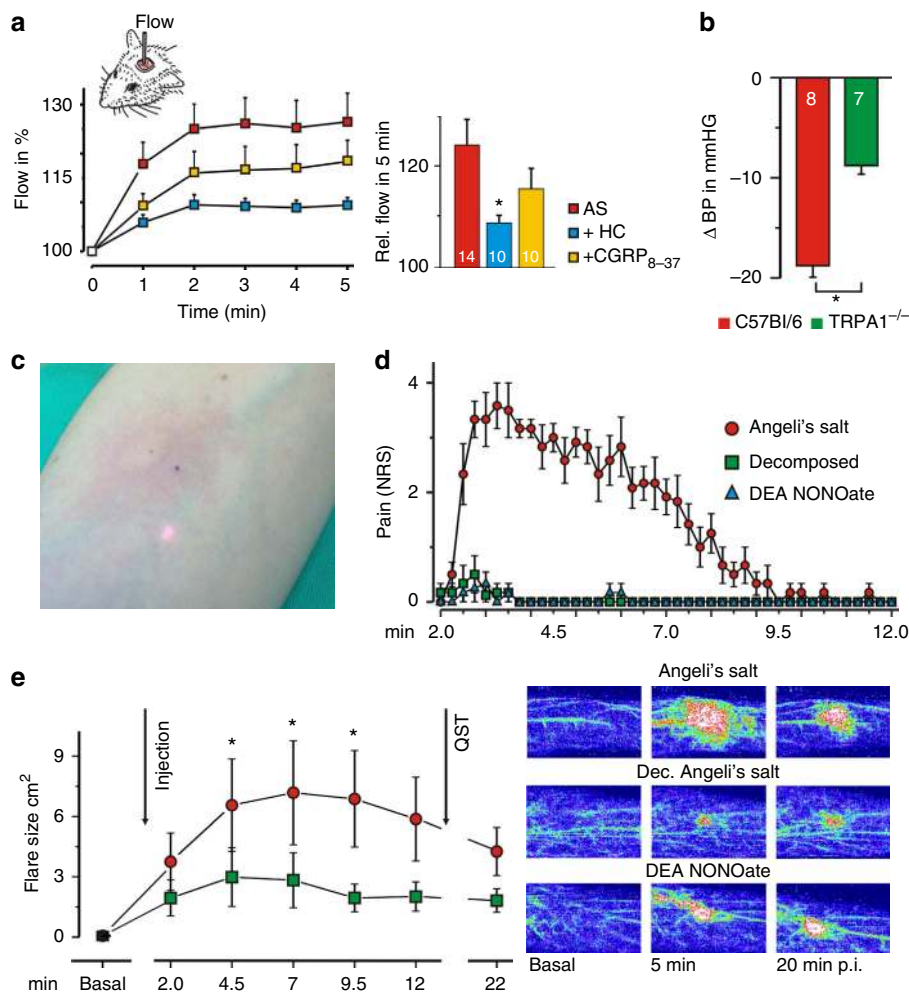 a
Flow
130
115
100
Flow in %
0 1 2 3 4 5
Time (min)
120
100
Rel. flow in 5 min
*
14 10 10
AS
+ HC
+CGRP8–37
b
0
−10
−20
Δ BP in mmHG
8 7
*
C57Bl/6 TRPA1−/−
c
d
4
2
0
Pain (NRS)
Angeli's salt
Decomposed
DEA NONOate
min 2.0 4.5 7.0 9.5 12.0
e
9
6
3
0
Flare size cm2
Injection
* * *
QST
min Basal 2.0 4.5 7 9.5 12 22
Angeli's salt
Dec. Angeli's salt
DEA NONOate
Basal 5 min 20 min p.i.